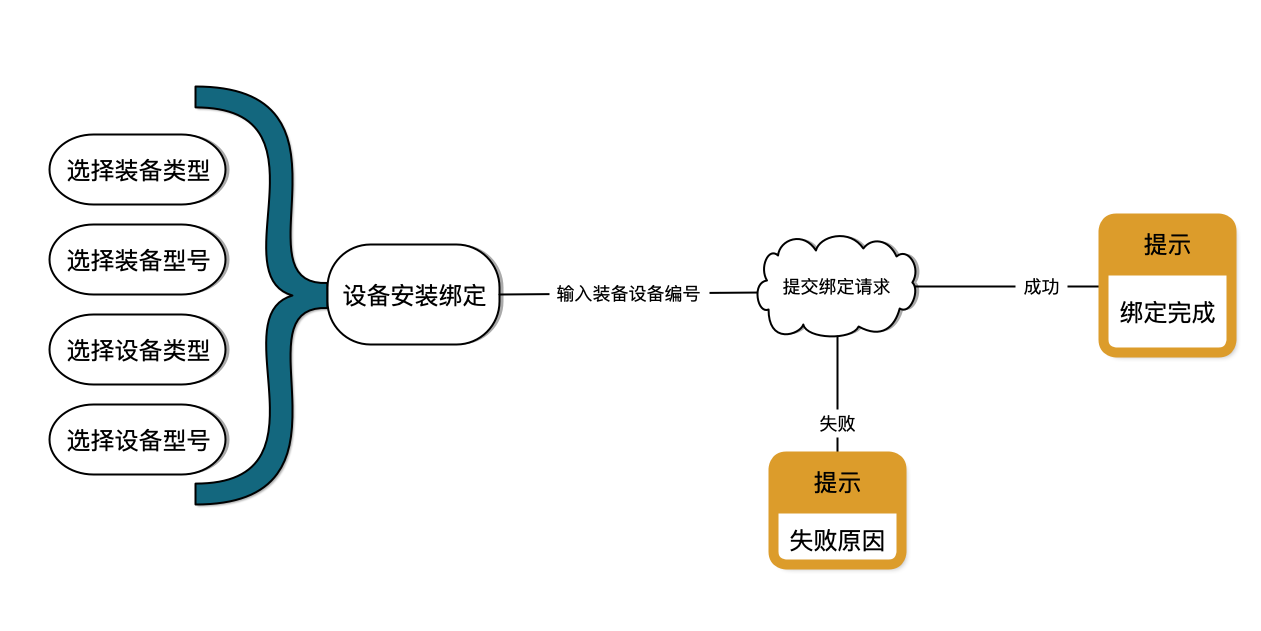 选择装备类型
选择装备型号
选择设备类型
选择设备型号
设备安装绑定
输入装备设备编号
提交绑定请求
成功
提示
绑定完成
失败
提示
失败原因